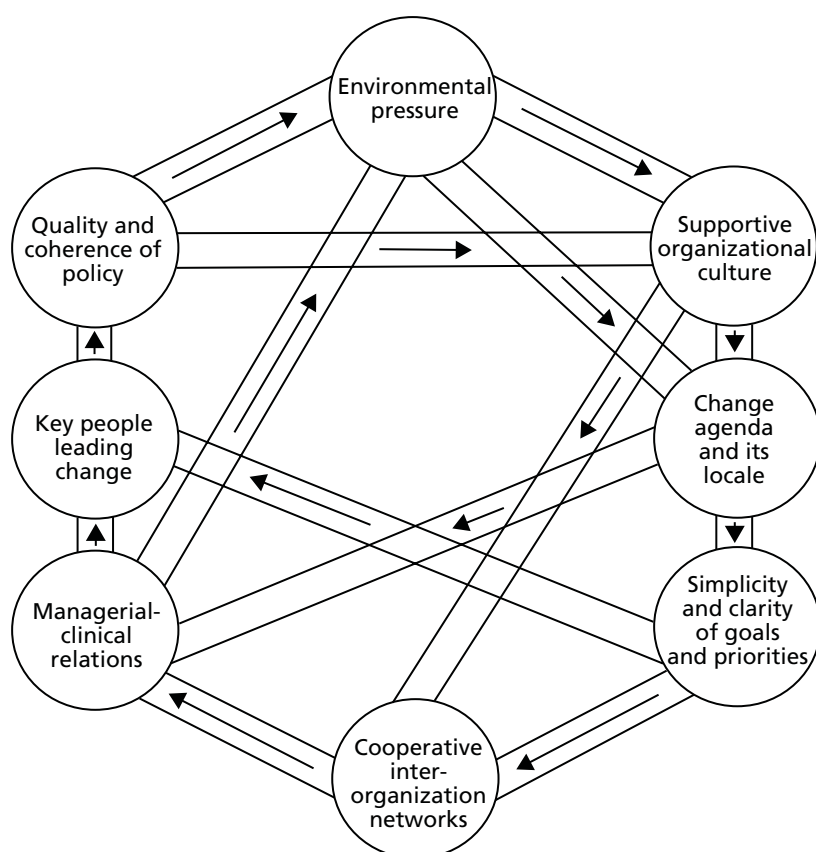 Environmental
pressure
Quality and
coherence of
policy
Supportive
organizational
culture
Key people
leading
change
Change
agenda
and its
locale
Managerial-
clinical
relations
Simplicity
and clarity
of goals
and priorities
Cooperative
inter-
organization
networks